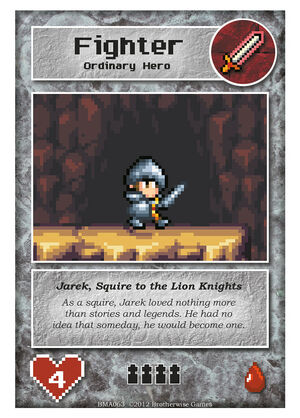 Fighter
Ordinary Hero
Jarek, Squire to the Lion Knights
As a squire, Jarek loved nothing more
than stories and legends. He had no
idea that someday, he would become one.
4
BMA063 ©2012 Brotherwise Games